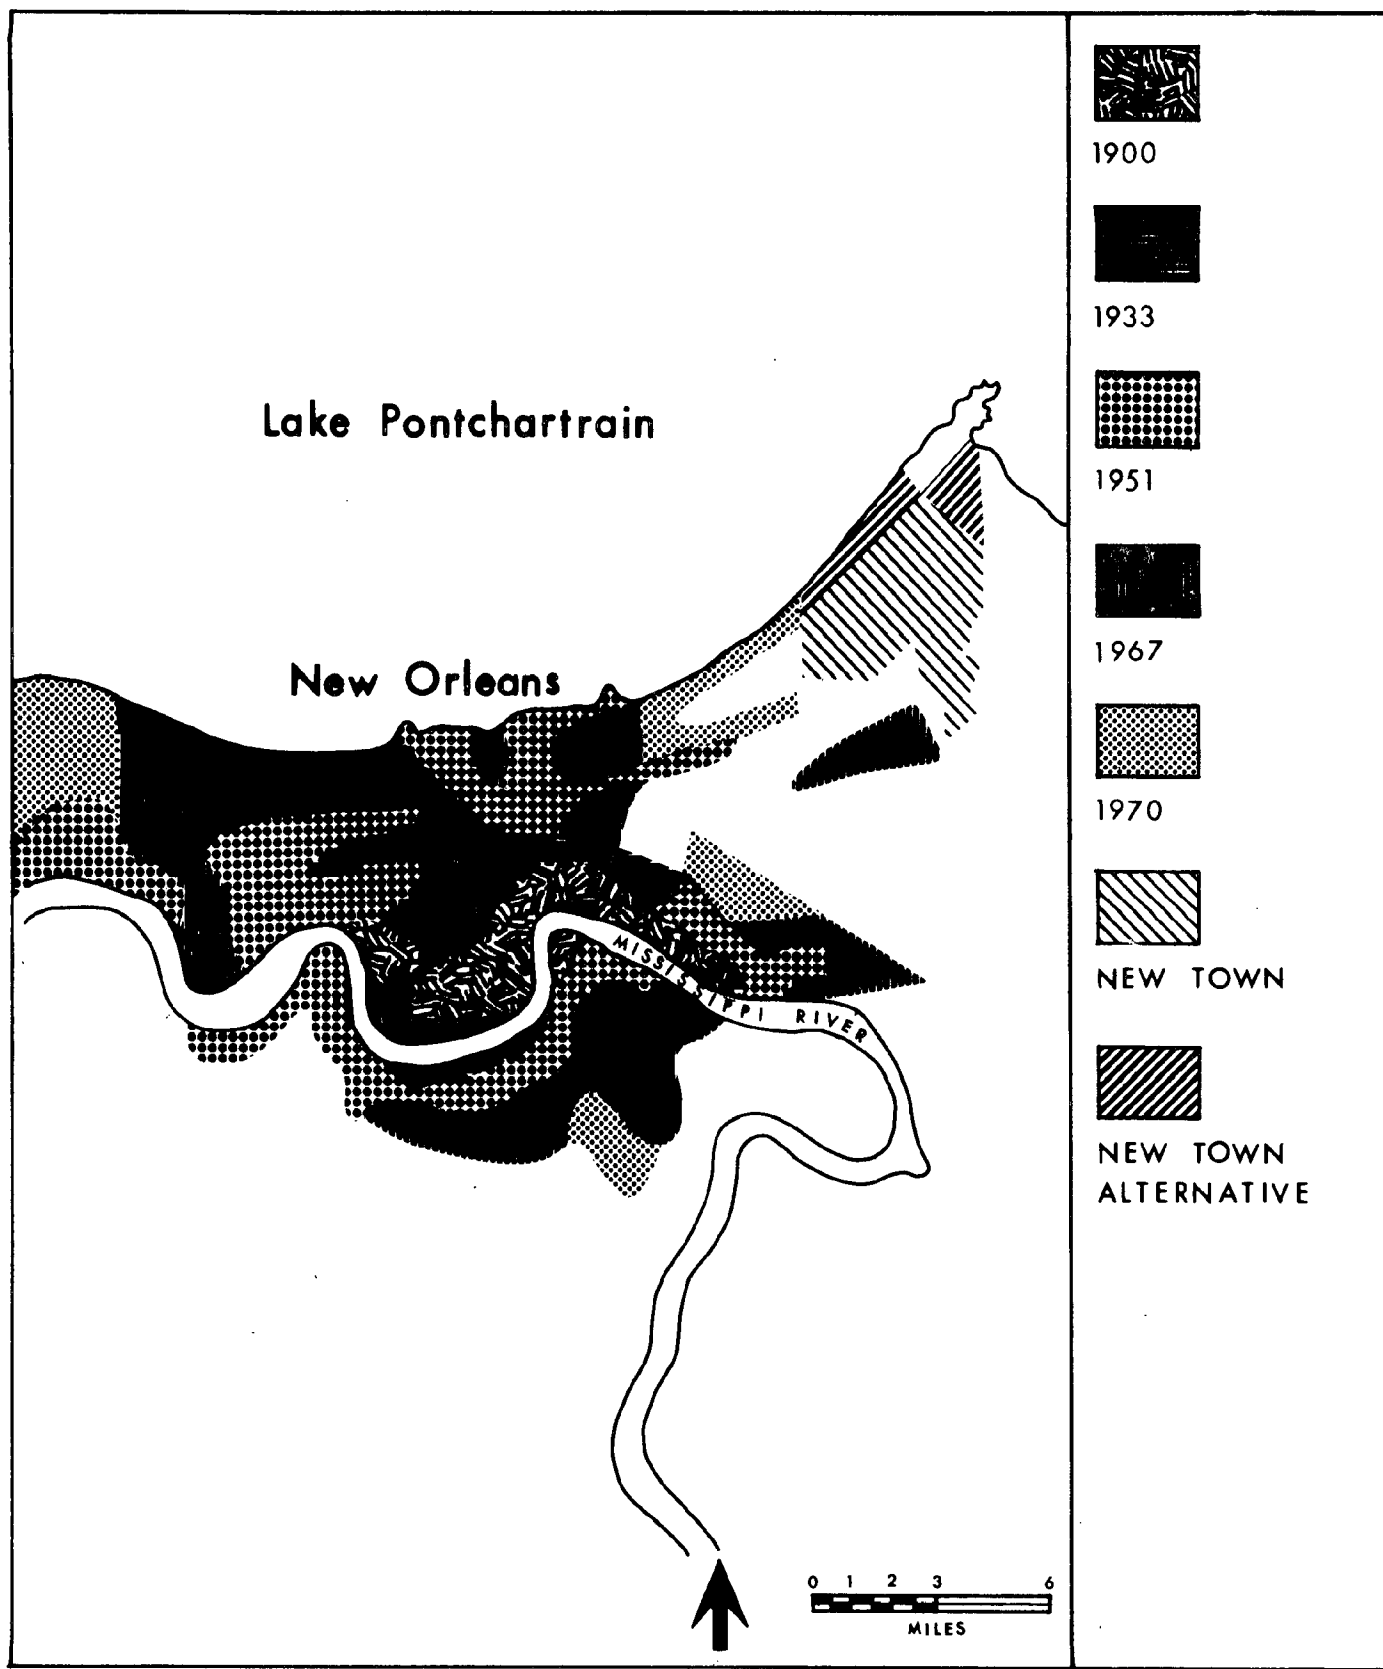 1900
1933
Lake Pontchartrain
1951
New Orleans
1967
1970
MISSISSIPPI RIVER
NEW TOWN
NEW TOWN
ALTERNATIVE
0 1 2 3 6
MILES